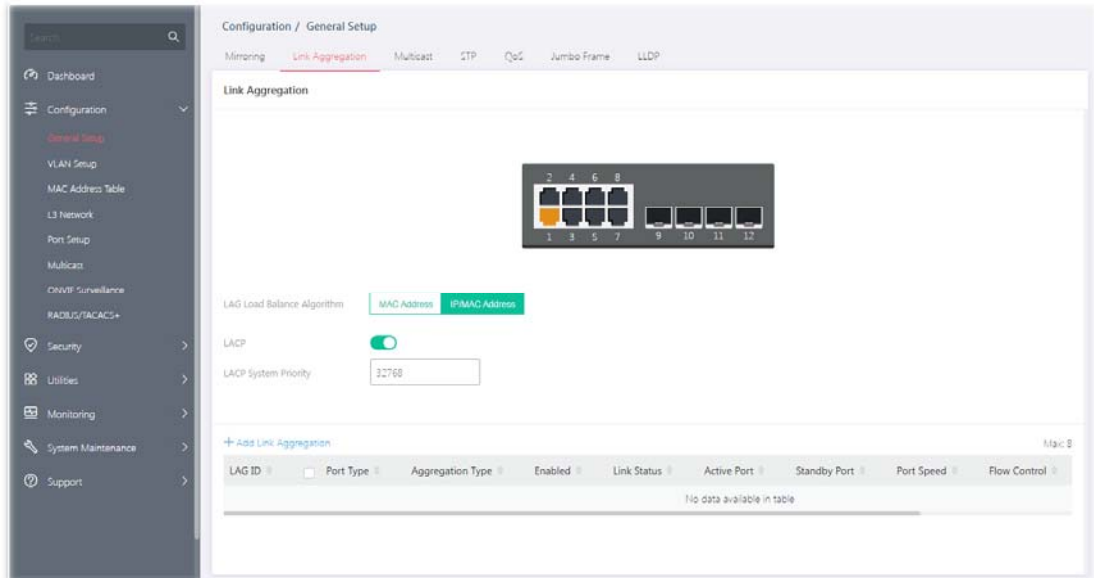 Search
Dashboard
Configuration
General Setup
VLAN Setup
MAC Address Table
L3 Network
Port Setup
Multicast
ONVIF Surveillance
RADIUS/TACACS+
Security
Utilities
Monitoring
System Maintenance
Support
Configuration / General Setup
Mirroring Link Aggregation Multicast STP QoS Jumbo Frame LLDP
Link Aggregation
2 4 6 8
1 3 5 7 9 10 11 12
LAG Load Balance Algorithm MAC Address IP/MAC Address
LACP
LACP System Priority 32768
+ Add Link Aggregation Max: 8
LAG ID Port Type Aggregation Type Enabled Link Status Active Port Standby Port Port Speed Flow Control
No data available in table